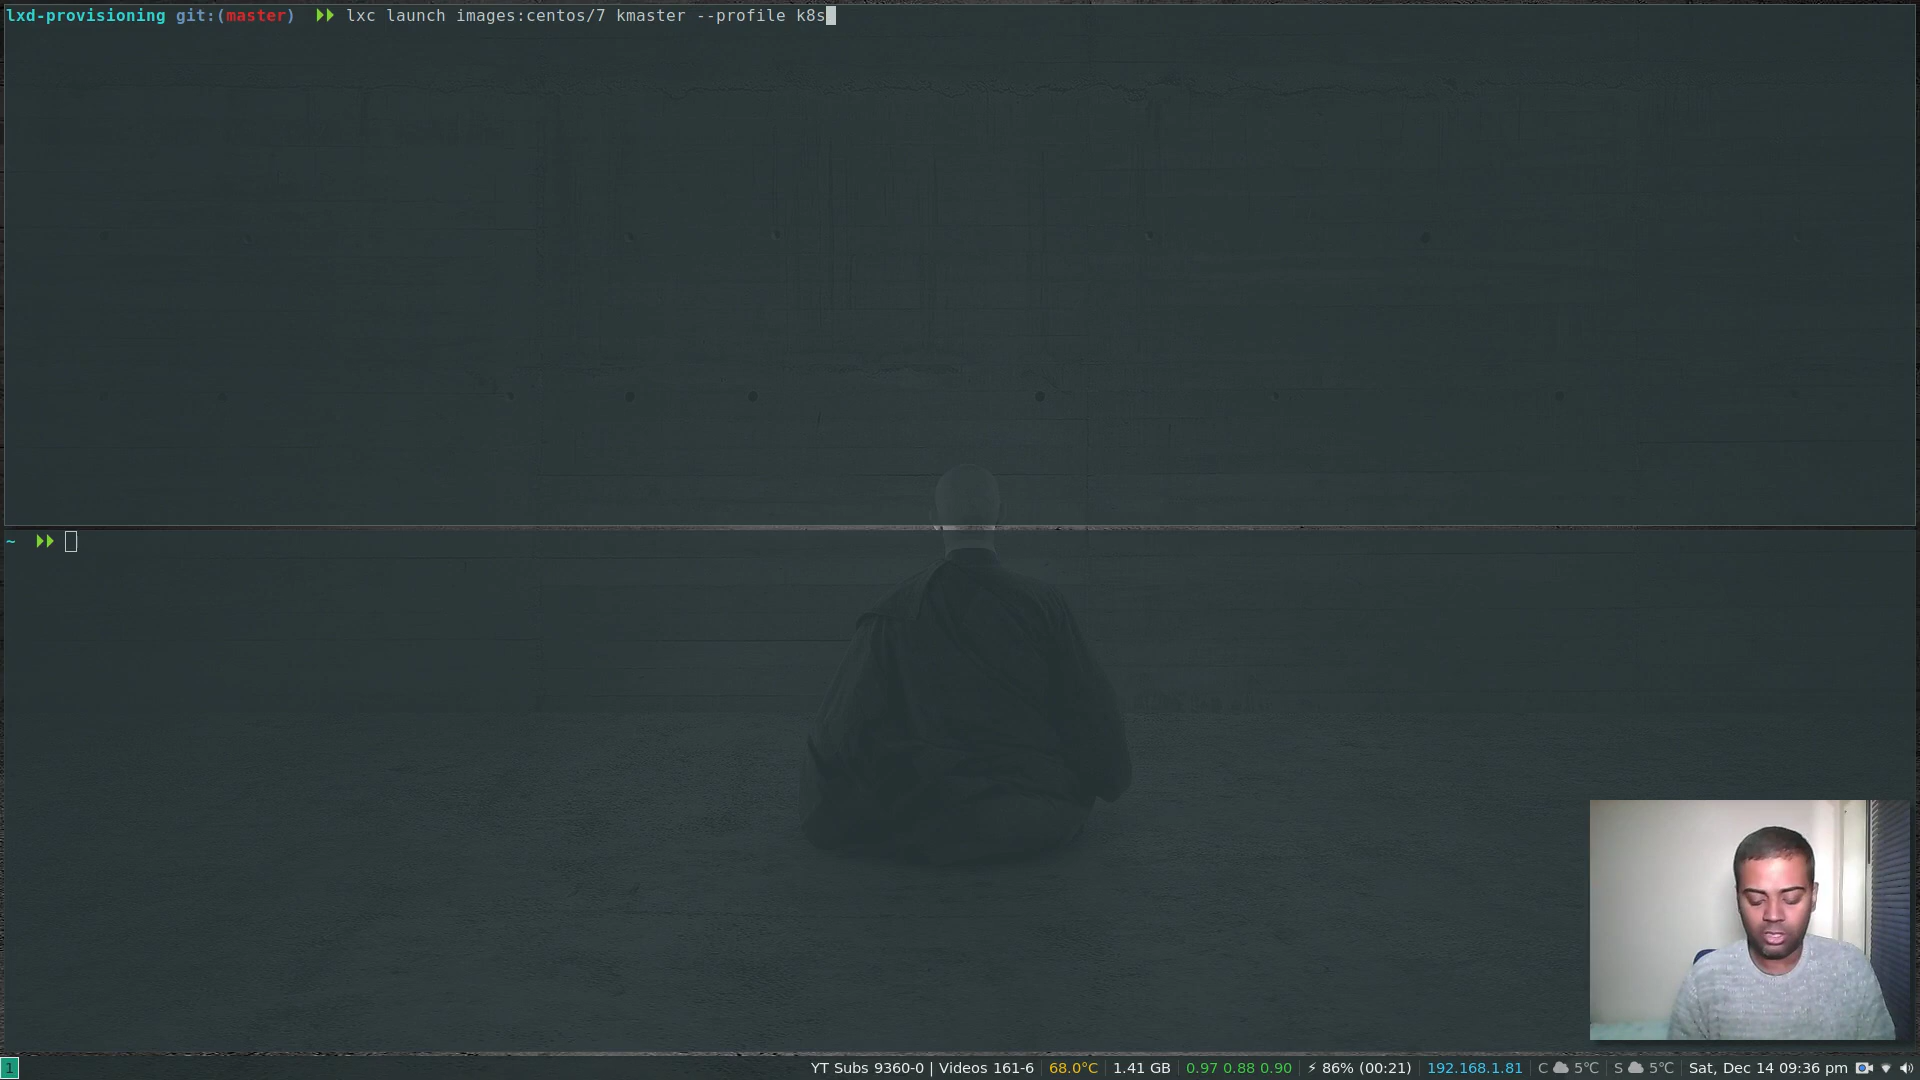 lxd-provisioning git:(master) lxc launch images:centos/7 kmaster --profile k8s
~
1 YT Subs 9360-0 | Videos 161-6 68.0°C 1.41 GB 0.97 0.88 0.90 ⚡ 86% (00:21) 192.168.1.81 C 5°C S 5°C Sat, Dec 14 09:36 pm